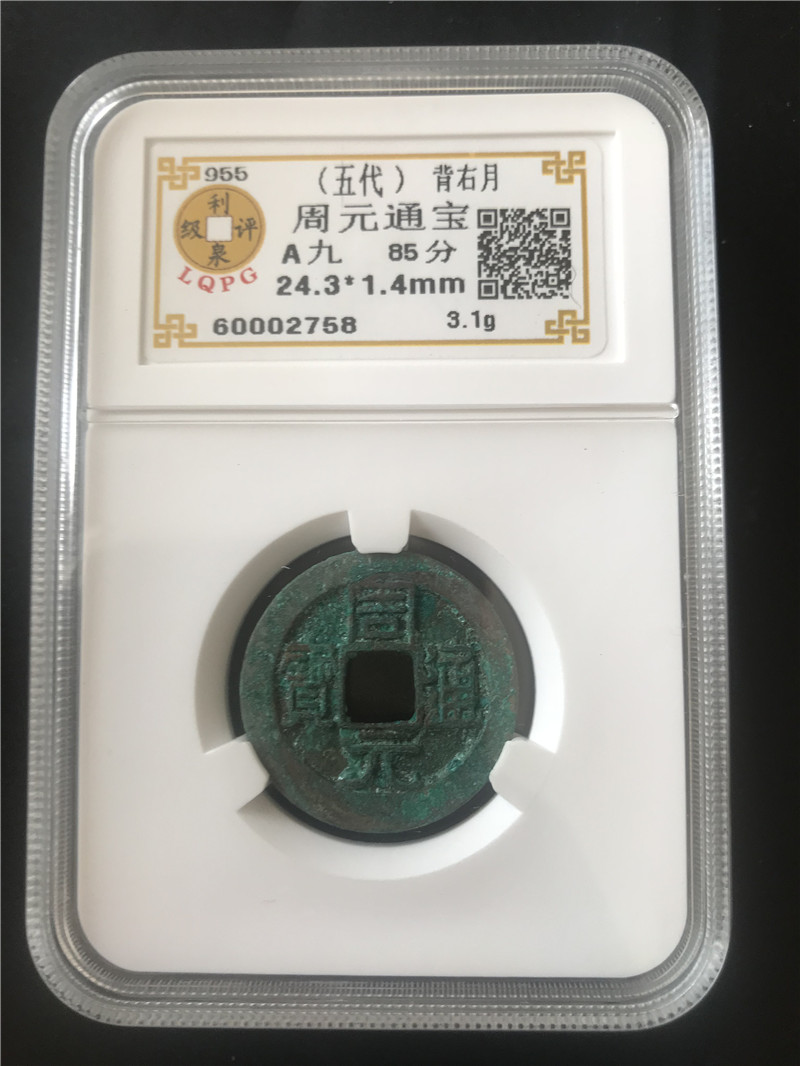 955
(五代) 背右月
利泉评级
LQPG
周元通宝
A九 85分
24.3*1.4mm
60002758
3.1g
周元通寳